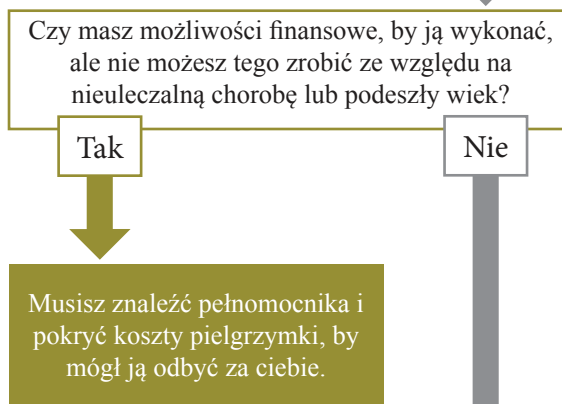 Czy masz możliwości finansowe, by ją wykonać,
ale nie możesz tego zrobić ze względu na
nieuleczalną chorobę lub podeszły wiek?
Tak
Nie
Musisz znaleźć pełnomocnika i
pokryć koszty pielgrzymki, by
mógł ją odbyć za ciebie.